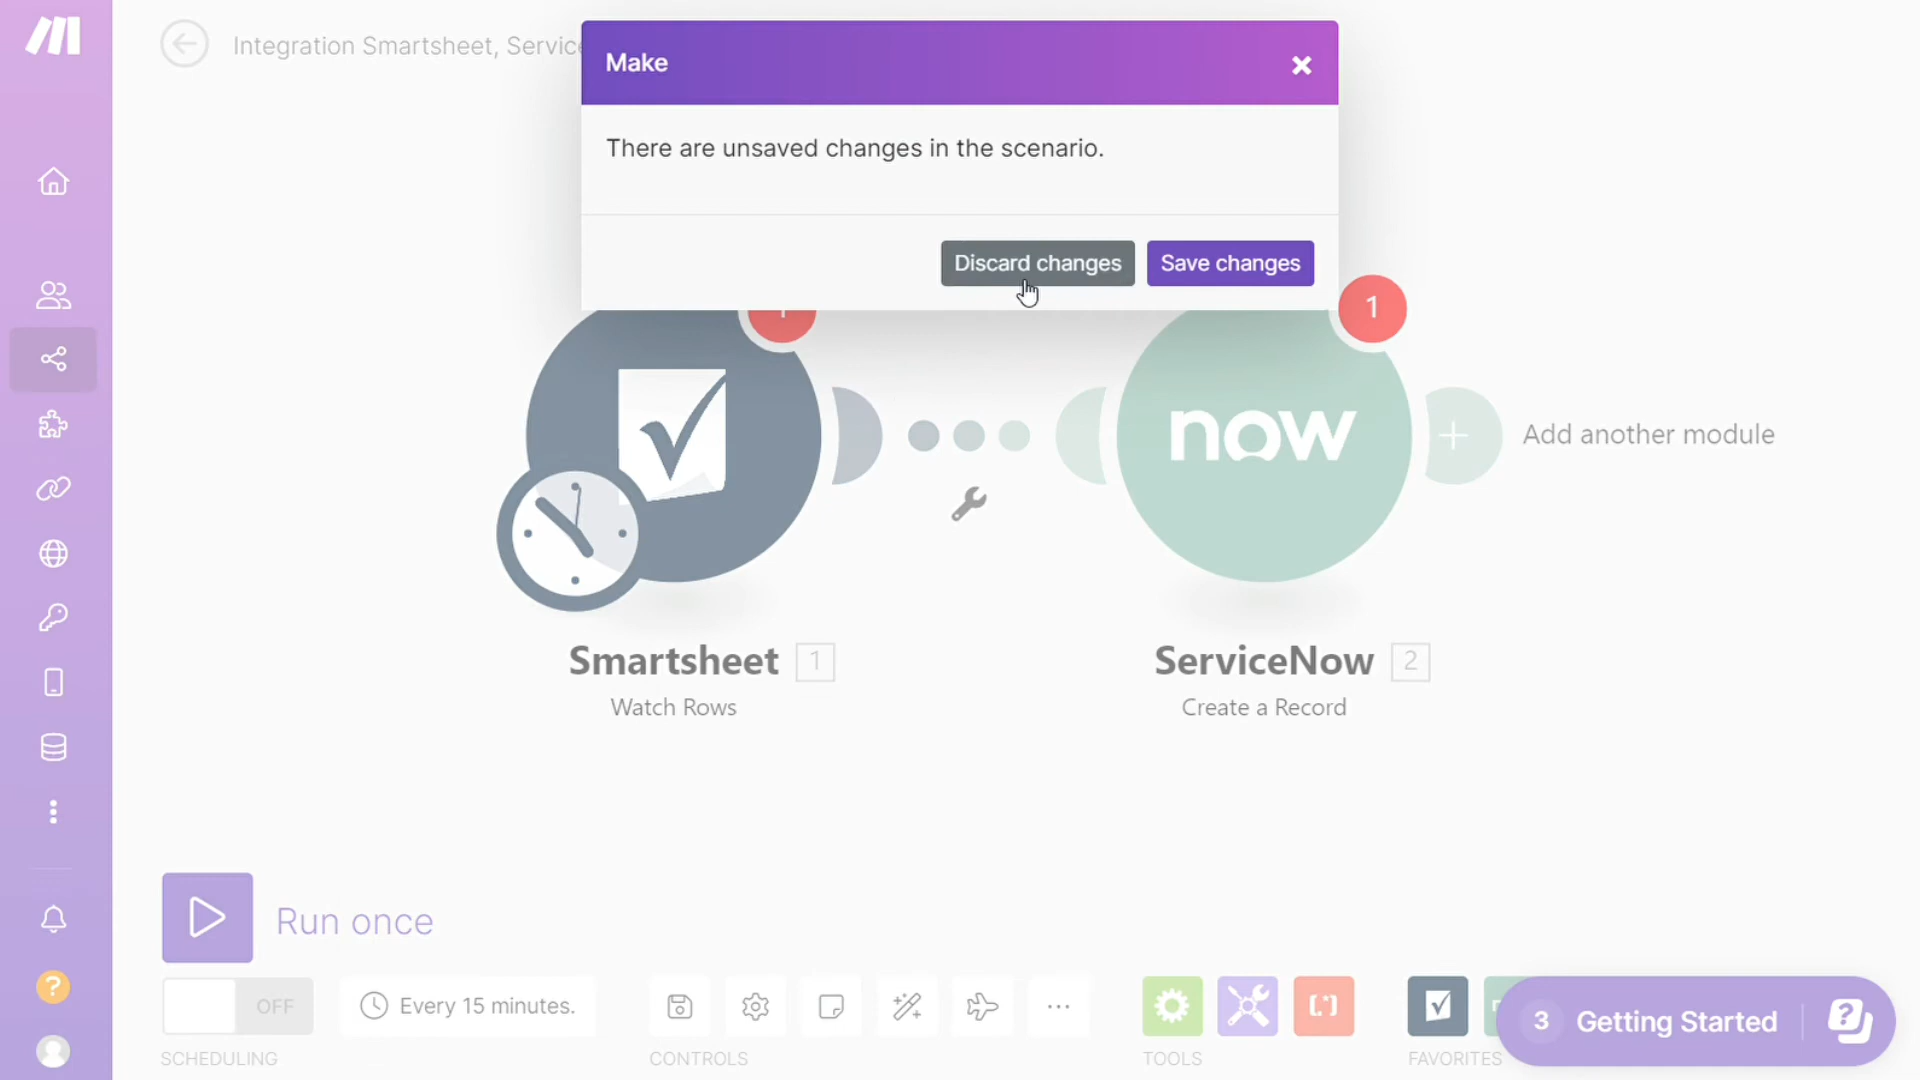 Integration Smartsheet, Service
Make
There are unsaved changes in the scenario.
Discard changes
Save changes
1
now
Add another module
Smartsheet 1
Watch Rows
ServiceNow 2
Create a Record
Run once
OFF
Every 15 minutes.
SCHEDULING
CONTROLS
TOOLS
FAVORITES
3 Getting Started